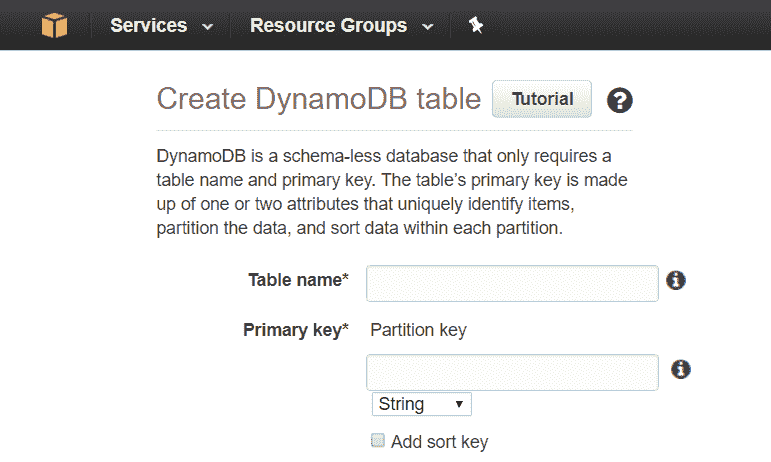 Services Resource Groups
Create DynamoDB table Tutorial ?
DynamoDB is a schema-less database that only requires a
table name and primary key. The table's primary key is made
up of one or two attributes that uniquely identify items,
partition the data, and sort data within each partition.
Table name*
Primary key* Partition key
String
Add sort key